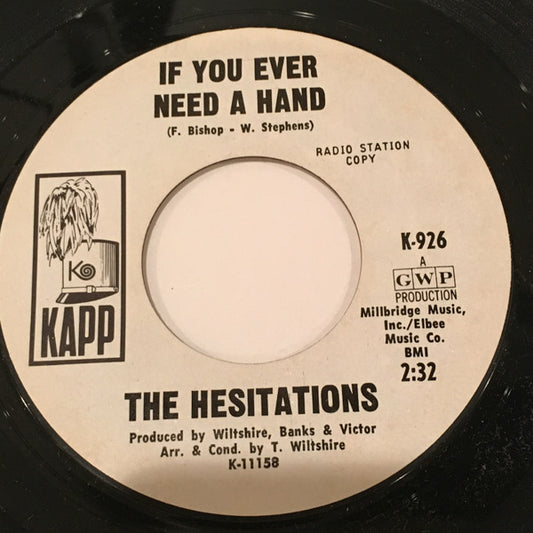 IF YOU EVER
NEED A HAND
(F. Bishop - W. Stephens)
RADIO STATION
COPY
K
KAPP
K-926
A
GWP
PRODUCTION
Millbridge Music,
Inc./Elbee
Music Co.
BMI
2:32
THE HESITATIONS
Produced by Wiltshire, Banks & Victor
Arr. & Cond. by T. Wiltshire
K-11158